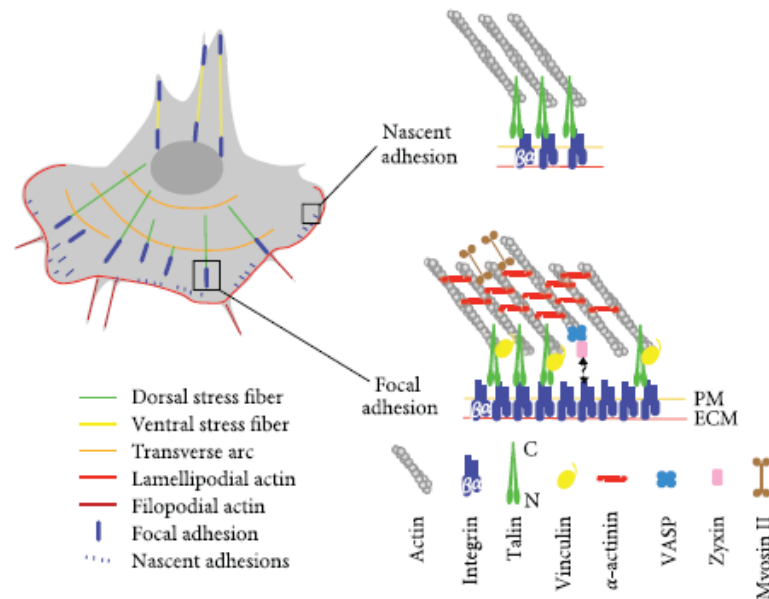 Nascent
adhesion
βα
Focal
adhesion
βα
PM
ECM
Dorsal stress fiber
Ventral stress fiber
Transverse arc
Lamellipodial actin
Filopodial actin
Focal adhesion
Nascent adhesions
βα
C
N
Actin
Integrin
Talin
Vinculin
α-actinin
VASP
Zyxin
Myosin II